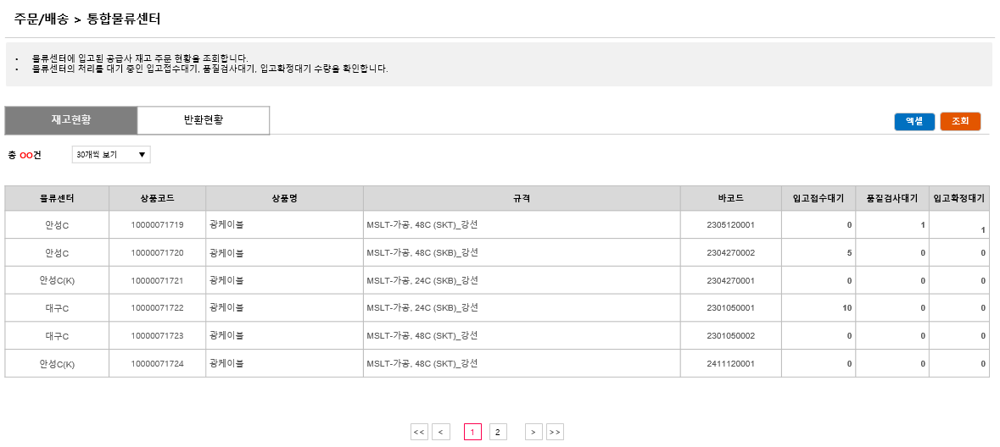 주문/배송 > 통합물류센터
• 물류센터에 입고된 공급사 재고 주문 현황을 조회합니다.
• 물류센터의 처리를 대기 중인 입고접수대기, 품질검사대기, 입고확정대기 수량을 확인합니다.
재고현황 반환현황 엑셀 조회
총 OO건 30개씩 보기 ▼
물류센터 상품코드 상품명 규격 바코드 입고접수대기 품질검사대기 입고확정대기
안성C 10000071719 광케이블 MSLT-가공, 48C (SKT)_강선 2305120001 0 1 1
안성C 10000071720 광케이블 MSLT-가공, 48C (SKB)_강선 2304270002 5 0 0
안성C(K) 10000071721 광케이블 MSLT-가공, 24C (SKB)_강선 2304270001 0 0 0
대구C 10000071722 광케이블 MSLT-가공, 24C (SKB)_강선 2301050001 10 0 0
대구C 10000071723 광케이블 MSLT-가공, 48C (SKT)_강선 2301050002 0 0 0
안성C(K) 10000071724 광케이블 MSLT-가공, 48C (SKT)_강선 2411120001 0 0 0
<< < 1 2 > >>